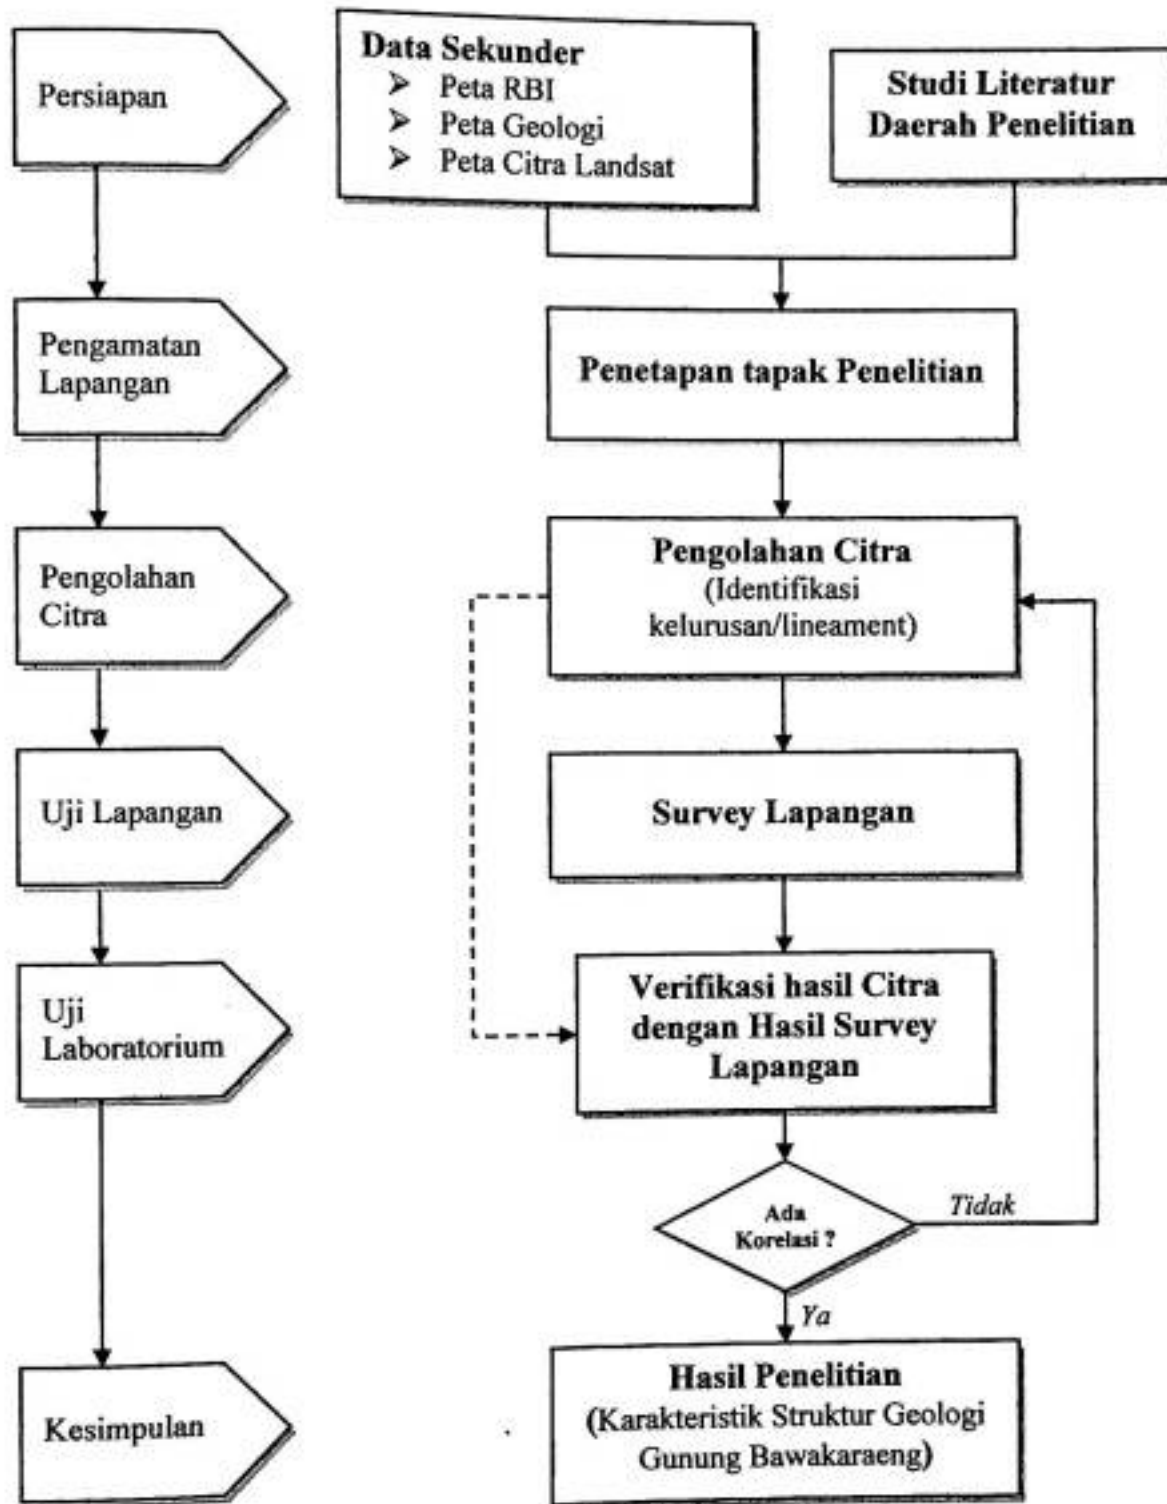 Persiapan
Data Sekunder
➢ Peta RBI
➢ Peta Geologi
➢ Peta Citra Landsat
Studi Literatur
Daerah Penelitian
Pengamatan
Lapangan
Penetapan tapak Penelitian
Pengolahan
Citra
Pengolahan Citra
(Identifikasi
kelurusan/lineament)
Uji Lapangan
Survey Lapangan
Uji
Laboratorium
Verifikasi hasil Citra
dengan Hasil Survey
Lapangan
Ada
Korelasi ?
Tidak
Ya
Kesimpulan
Hasil Penelitian
(Karakteristik Struktur Geologi
Gunung Bawakaraeng)